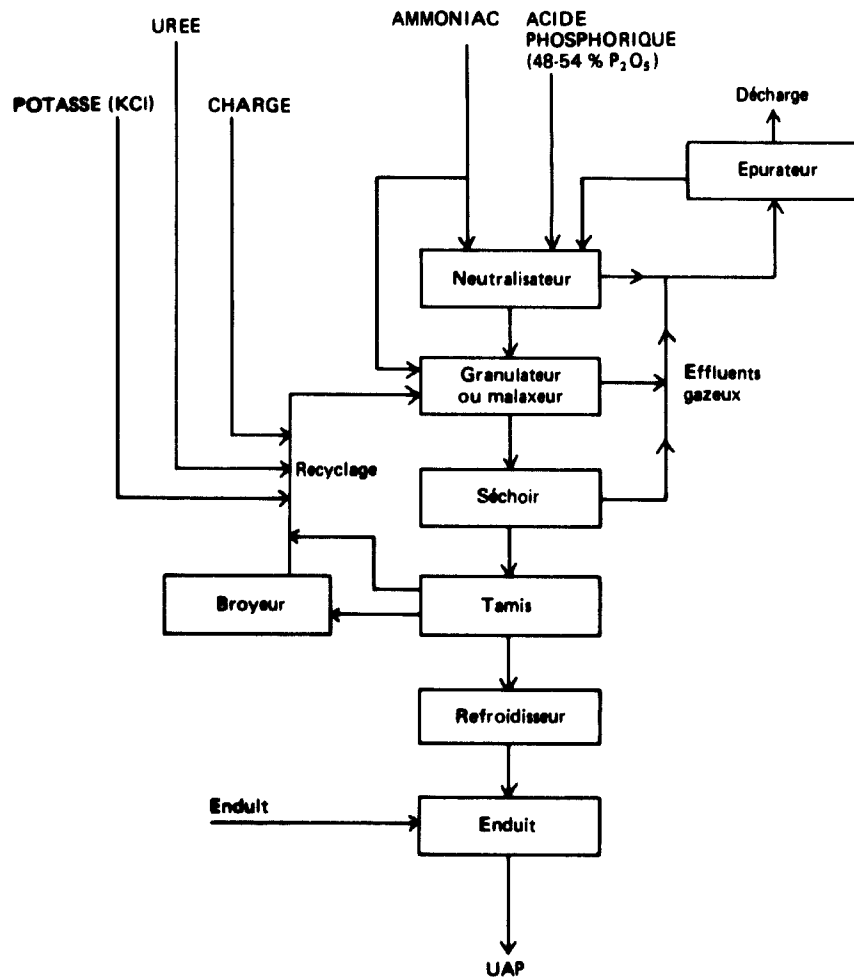 UREE
AMMONIAC
ACIDE
PHOSPHORIQUE
(48-54 % P₂O₅)
POTASSE (KCl)
CHARGE
Décharge
Epurateur
Neutralisateur
Granulateur
ou malaxeur
Effluents
gazeux
Recyclage
Séchoir
Broyeur
Tamis
Refroidisseur
Enduit
Enduit
UAP